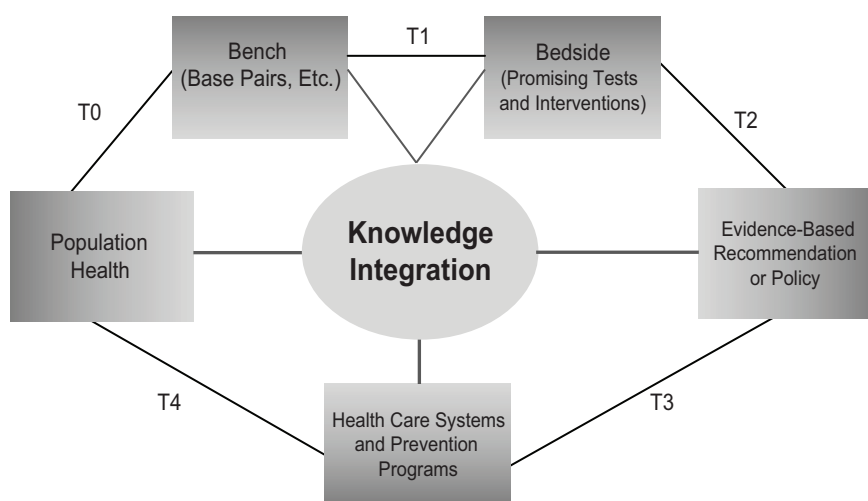 Bench
(Base Pairs, Etc.)
T1
Bedside
(Promising Tests
and Interventions)
T0
T2
Population
Health
Knowledge
Integration
Evidence-Based
Recommendation
or Policy
T4
T3
Health Care Systems
and Prevention
Programs